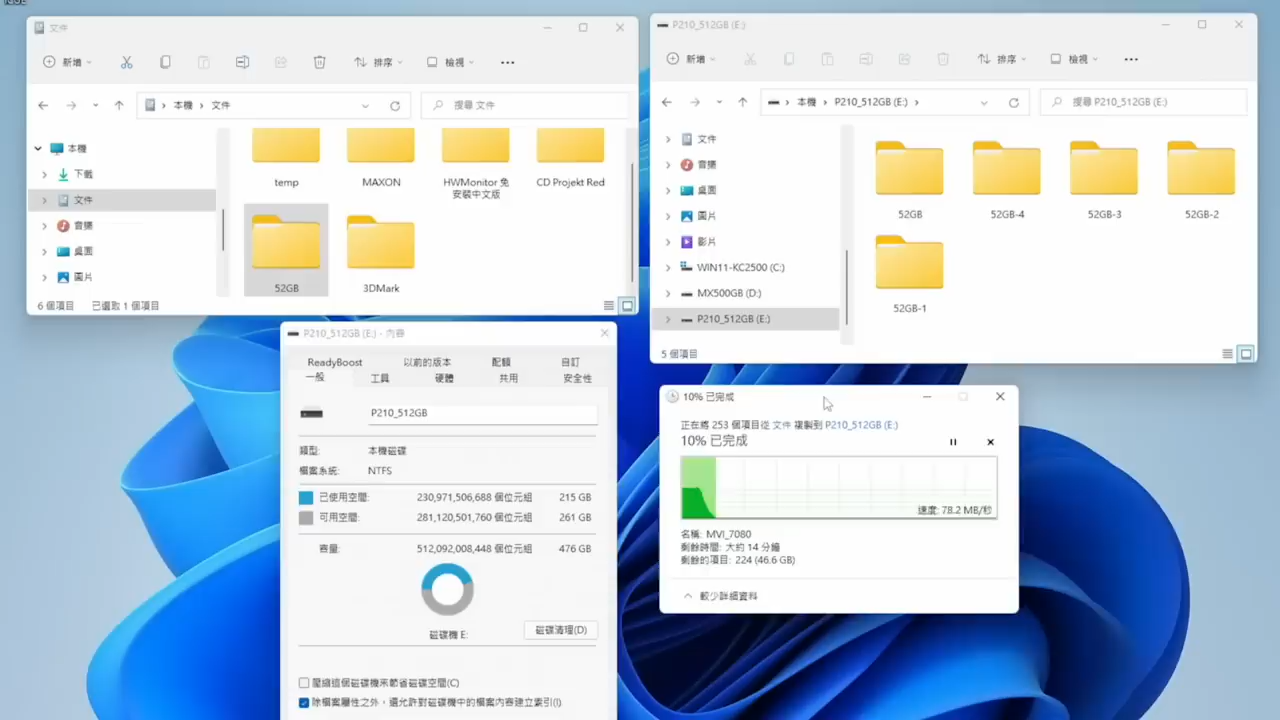 文件
新增
排序
檢視
本機 › 文件
搜尋 文件
本機
下載
文件
音樂
桌面
圖片
temp
MAXON
HWMonitor 免
安裝中文版
CD Projekt Red
52GB
3DMark
6 個項目 已選取 1 個項目
P210_512GB (E:)
新增
排序
檢視
本機 › P210_512GB (E:) ›
搜尋 P210_512GB (E:)
文件
音樂
桌面
圖片
影片
WIN11-KC2500 (C:)
MX500GB (D:)
P210_512GB (E:)
52GB
52GB-4
52GB-3
52GB-2
52GB-1
5 個項目
P210_512GB (E:) - 內容
ReadyBoost 以前的版本 配額 自訂
一般 工具 硬體 共用 安全性
P210_512GB
類型: 本機磁碟
檔案系統: NTFS
已使用空間: 230,971,506,688 個位元組 215 GB
可用空間: 281,120,501,760 個位元組 261 GB
容量: 512,092,008,448 個位元組 476 GB
磁碟機 E:
磁碟清理(D)
壓縮這個磁碟機來節省磁碟空間(C)
除檔案屬性之外，還允許對磁碟機中的檔案內容建立索引(I)
10% 已完成
正在將 253 個項目從 文件 複製到 P210_512GB (E:)
10% 已完成
速度: 78.2 MB/秒
名稱: MVI_7080
剩餘時間: 大約 14 分鐘
剩餘的項目: 224 (46.6 GB)
較少詳細資料